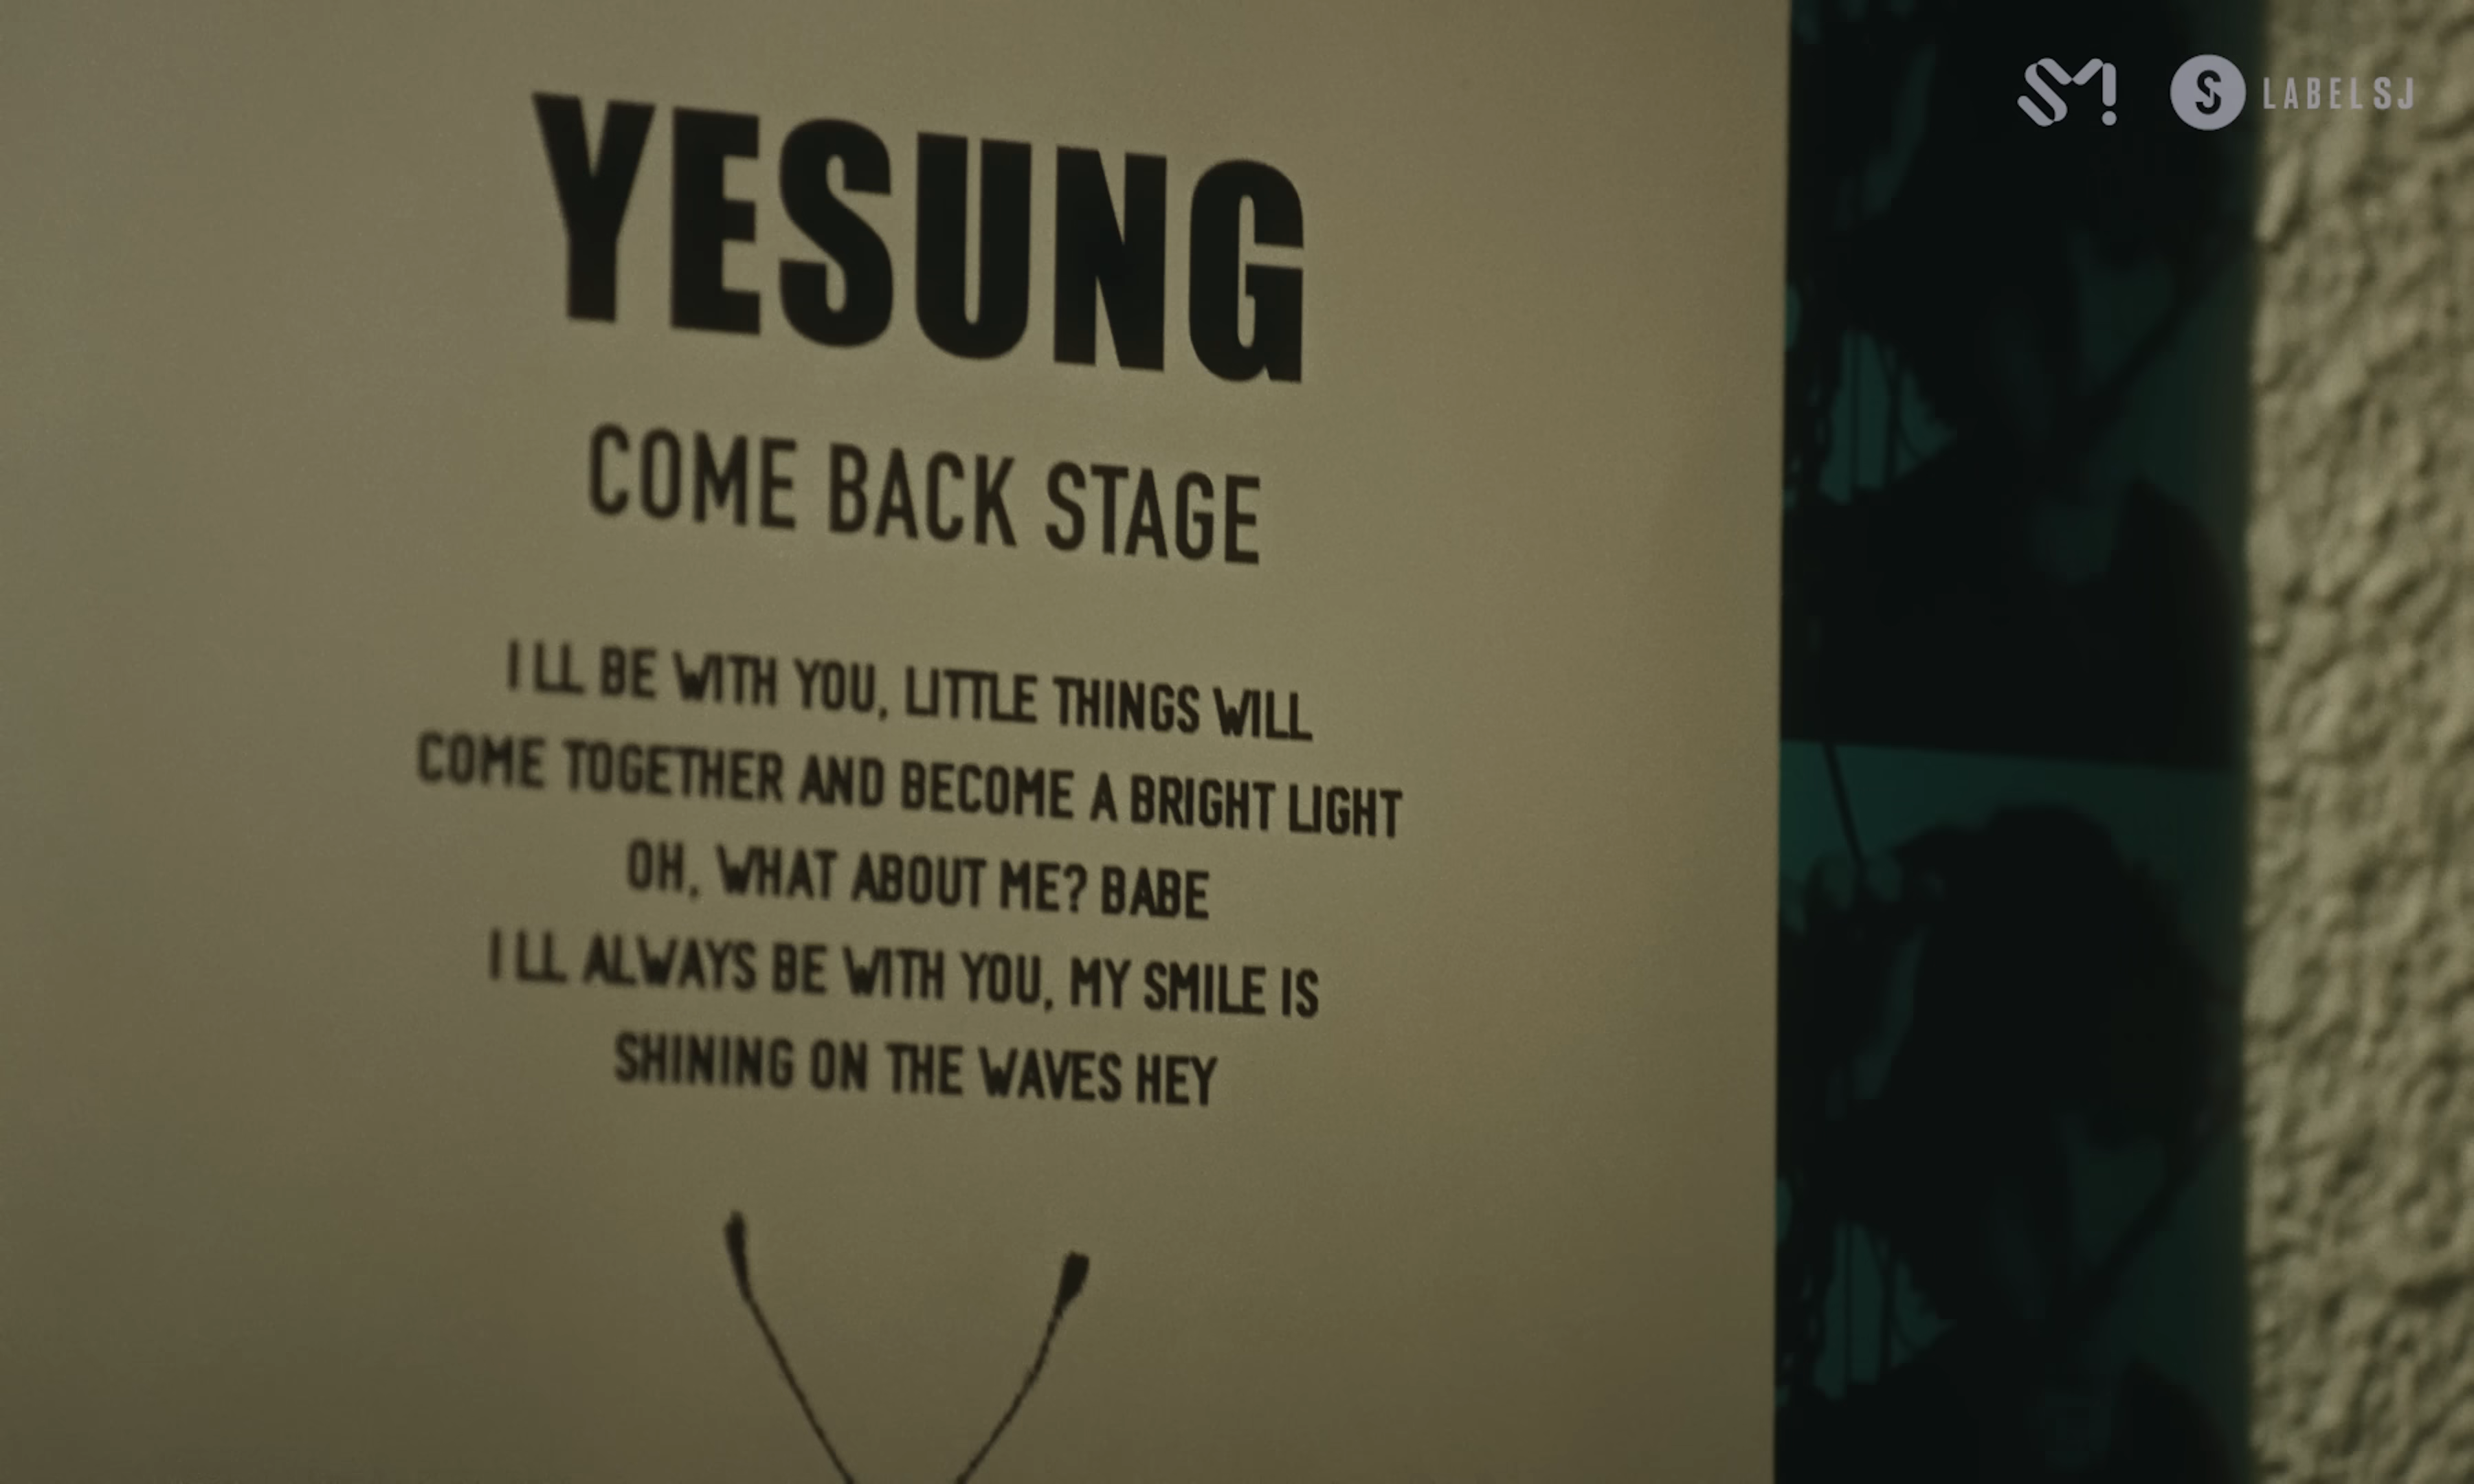 YESUNG
COME BACK STAGE
I LL BE WITH YOU, LITTLE THINGS WILL
COME TOGETHER AND BECOME A BRIGHT LIGHT
OH, WHAT ABOUT ME? BABE
I LL ALWAYS BE WITH YOU, MY SMILE IS
SHINING ON THE WAVES HEY
SM!
SJ LABELSJ